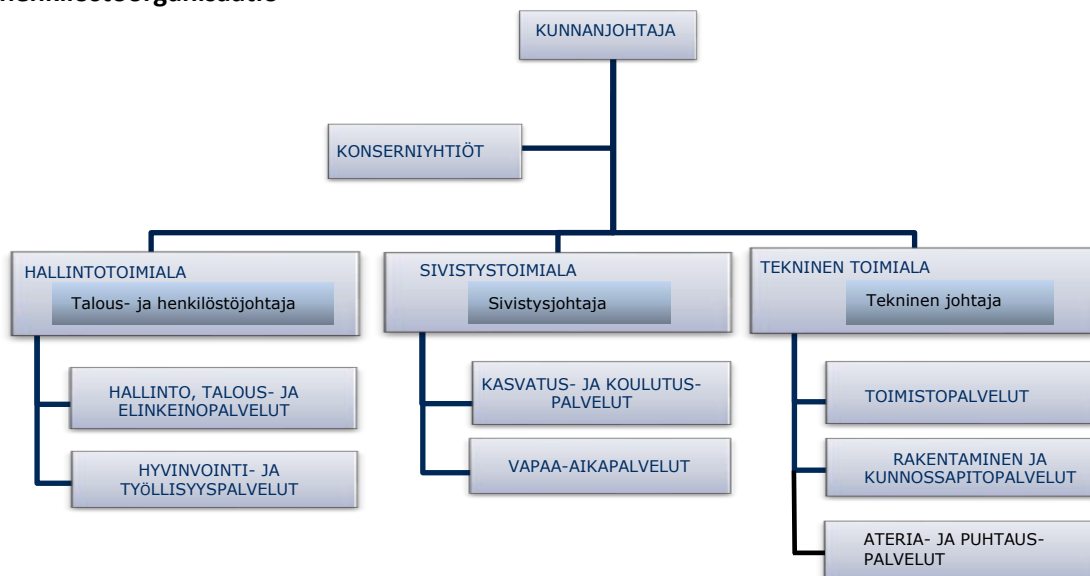 henkilöstöorganisaatio
KUNNANJOHTAJA
KONSERNIYHTIÖT
HALLINTOTOIMIALA
Talous- ja henkilöstöjohtaja
HALLINTO, TALOUS- JA
ELINKEINOPALVELUT
HYVINVOINTI- JA
TYÖLLISYYSPALVELUT
SIVISTYSTOIMIALA
Sivistysjohtaja
KASVATUS- JA KOULUTUS-
PALVELUT
VAPAA-AIKAPALVELUT
TEKNINEN TOIMIALA
Tekninen johtaja
TOIMISTOPALVELUT
RAKENTAMINEN JA
KUNNOSSAPITOPALVELUT
ATERIA- JA PUHTAUS-
PALVELUT